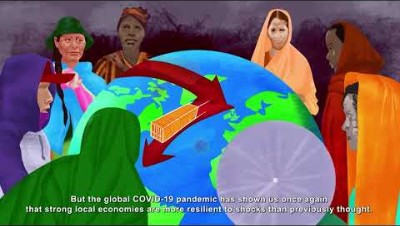 But the global COVID-19 pandemic has shown us once again
that strong local economies are more resilient to shocks than previously thought.